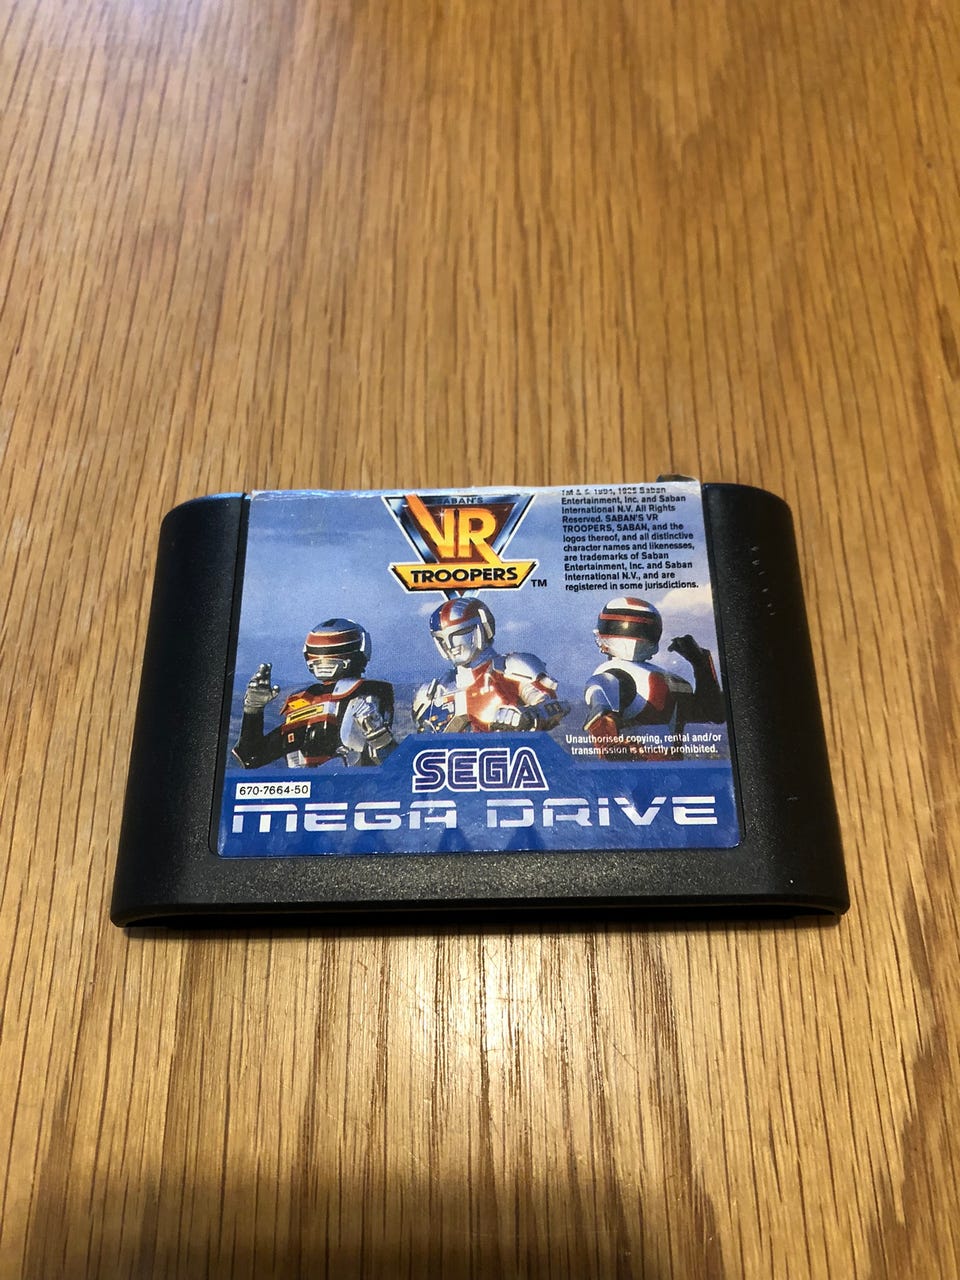 SABAN'S
VR
TROOPERS™
TM & © 1994, 1995 Saban
Entertainment, Inc. and Saban
International N.V. All Rights
Reserved. SABAN'S VR
TROOPERS, SABAN, and the
logos thereof, and all distinctive
character names and likenesses,
are trademarks of Saban
Entertainment, Inc. and Saban
International N.V., and are
registered in some jurisdictions.
Unauthorised copying, rental and/or
transmission is strictly prohibited.
SEGA
670-7664-50
MEGA DRIVE